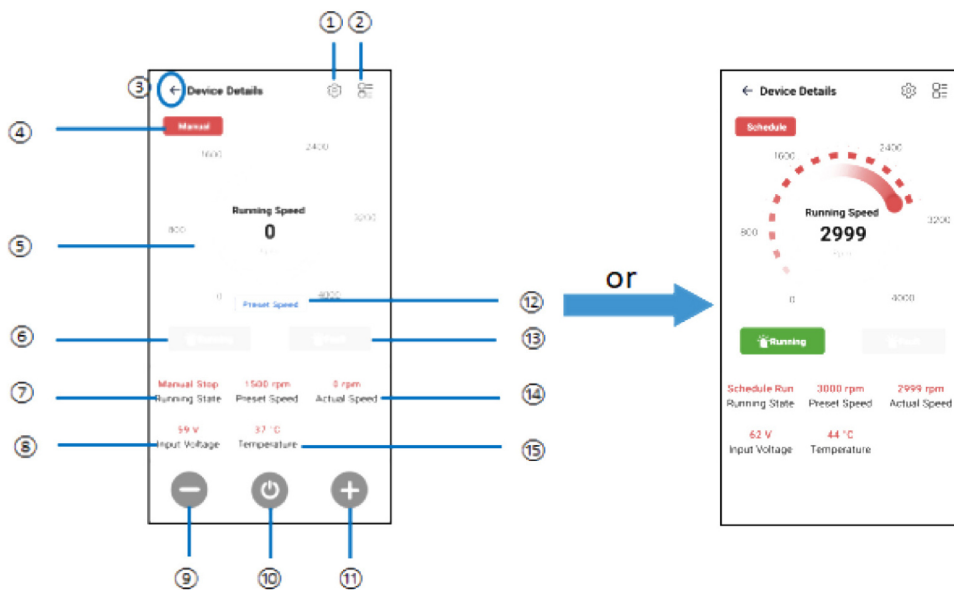 ① ②
③ ← Device Details
④ Manual
1600 2400
Running Speed
800 3200
⑤ 0
0 4000
Preset Speed ⑫
⑥ Running ⑬
Manual Stop 1500 rpm 0 rpm
⑦ Running State Preset Speed Actual Speed ⑭
59 V 37 °C
⑧ Input Voltage Temperature ⑮
⑨ ⑩ ⑪
or
← Device Details
Schedule
1600 2400
Running Speed
800 2999 3200
0 4000
Running
Schedule Run 3000 rpm 2999 rpm
Running State Preset Speed Actual Speed
62 V 44 °C
Input Voltage Temperature